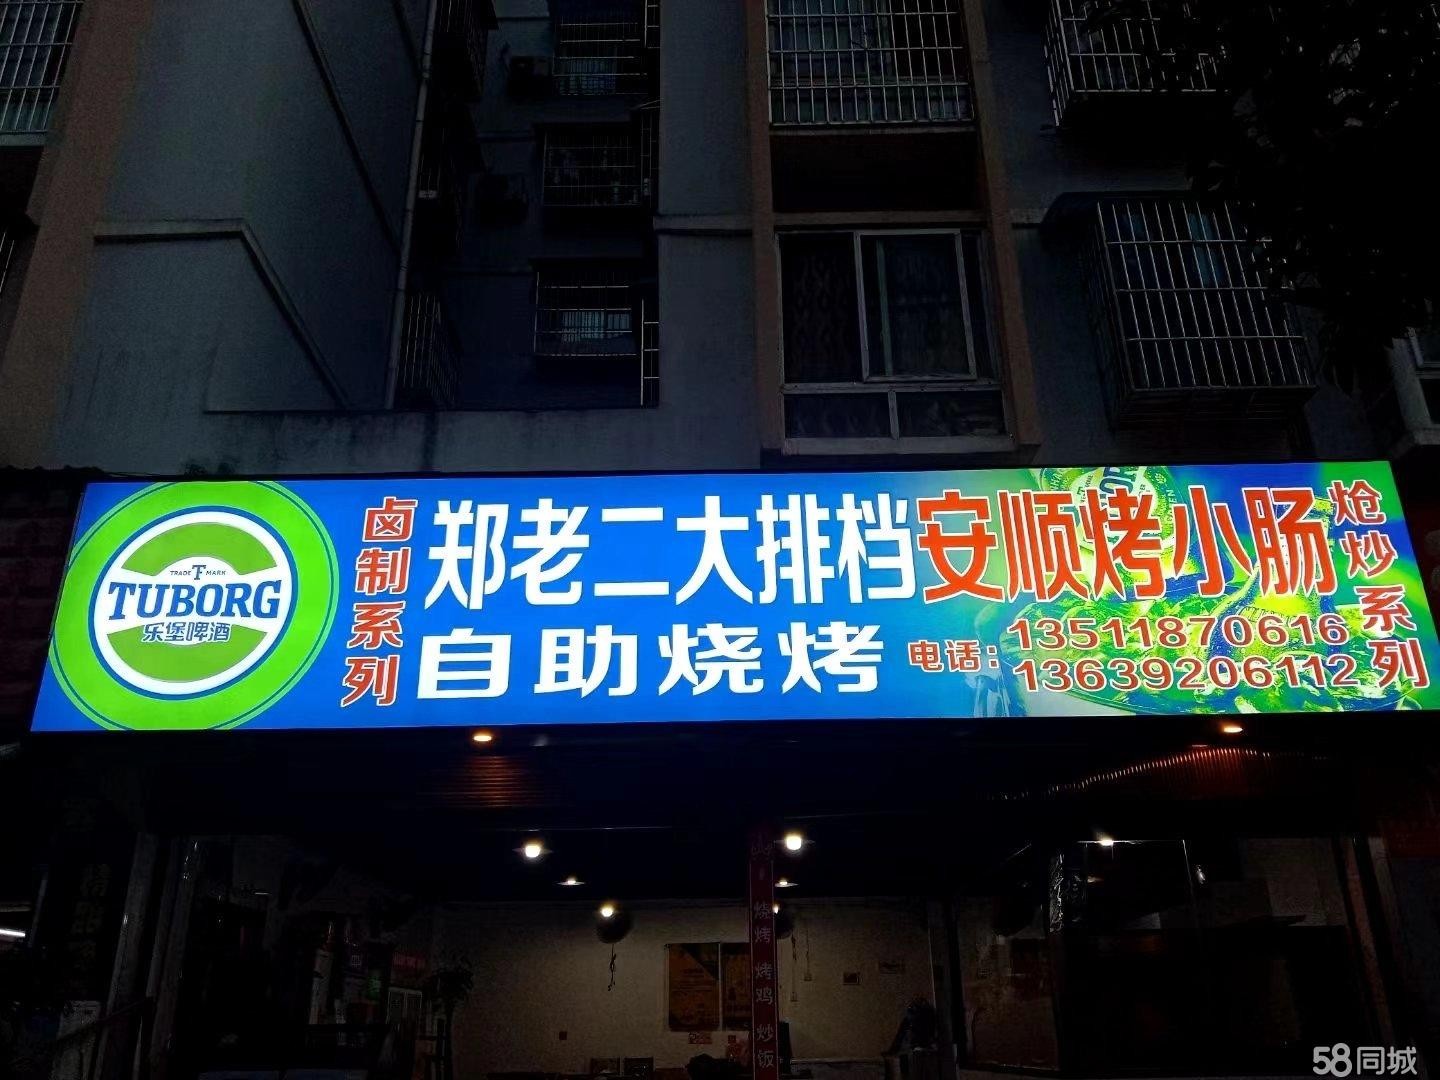 TRADE T MARK
TUBORG
乐堡啤酒
卤制系列
郑老二大排档
安顺烤小肠
自助烧烤
电话：
13511870616
13639206112
炝炒系列
烧烤 烤鸡 炒饭
58同城